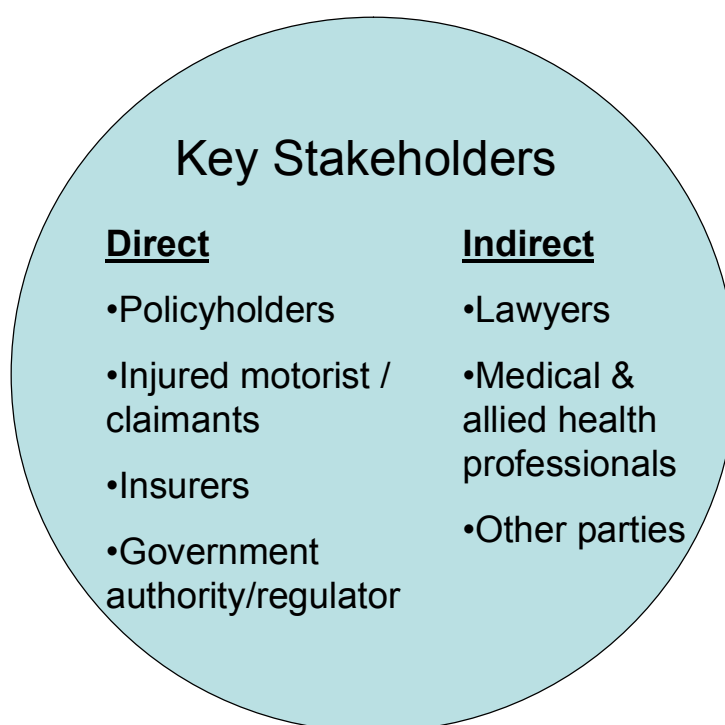 Key Stakeholders
Direct
•Policyholders
•Injured motorist /
claimants
•Insurers
•Government
authority/regulator
Indirect
•Lawyers
•Medical &
allied health
professionals
•Other parties